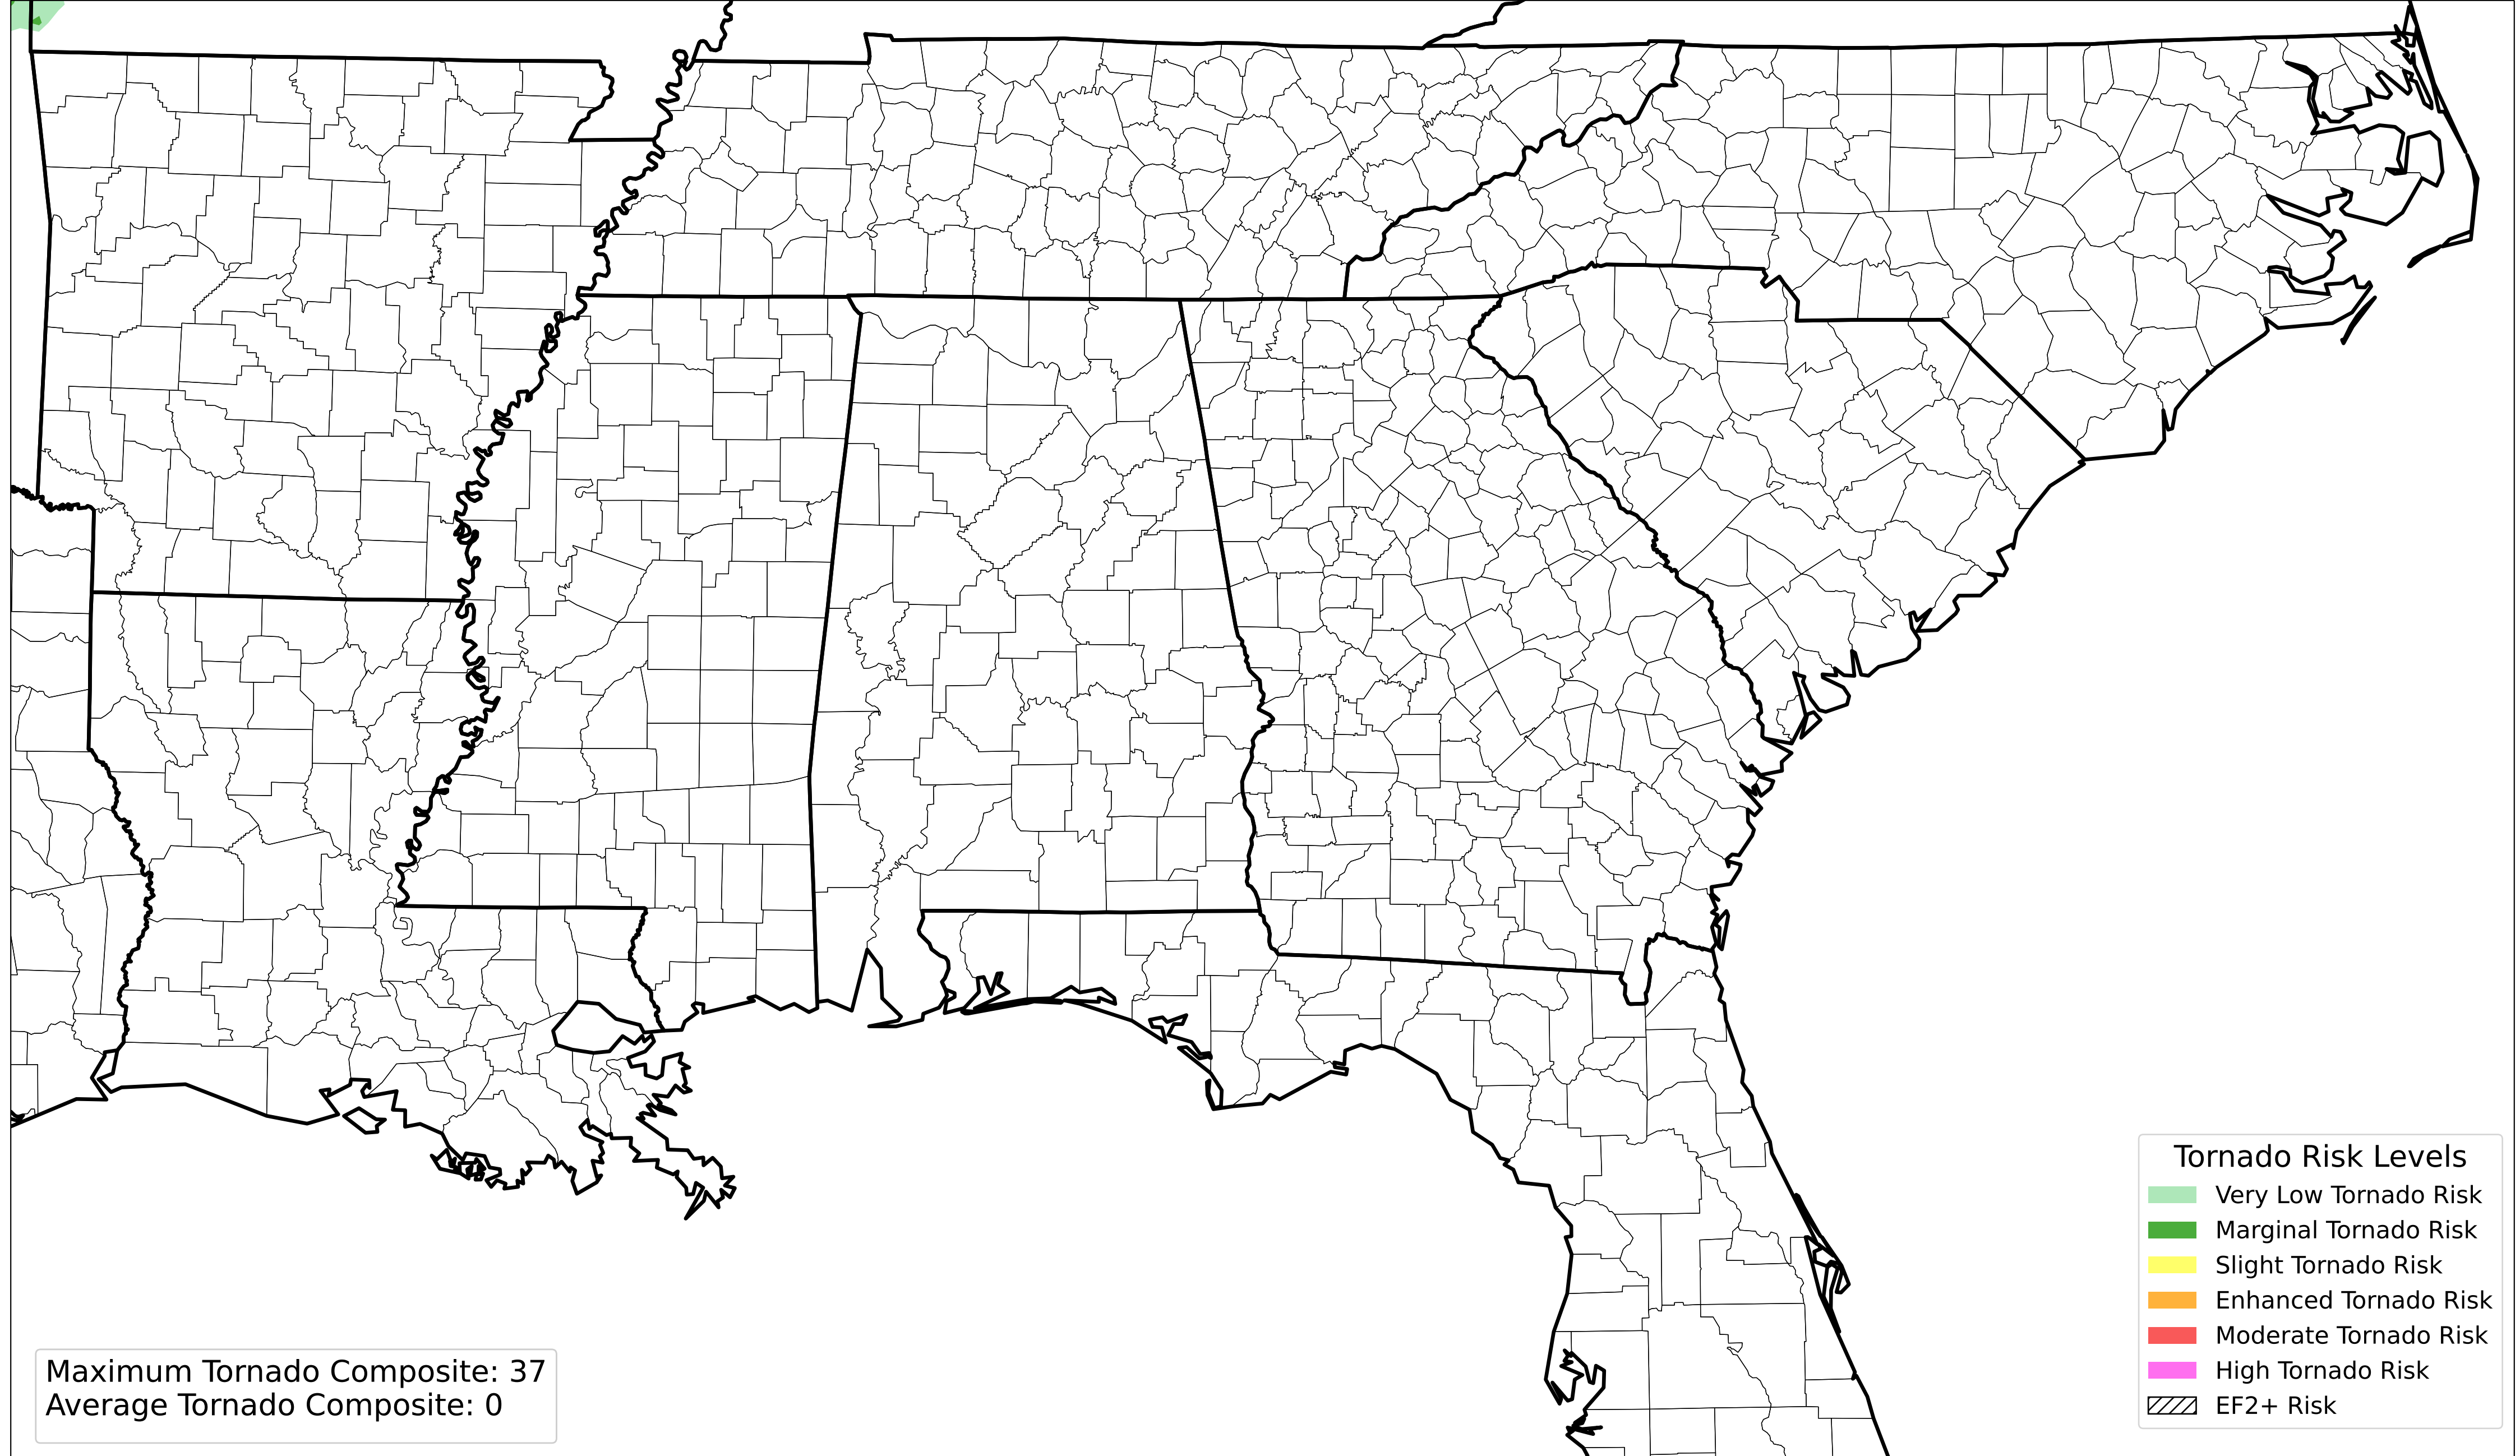 Tornado Risk Levels
Very Low Tornado Risk
Marginal Tornado Risk
Slight Tornado Risk
Enhanced Tornado Risk
Moderate Tornado Risk
High Tornado Risk
EF2+ Risk
Maximum Tornado Composite: 37
Average Tornado Composite: 0